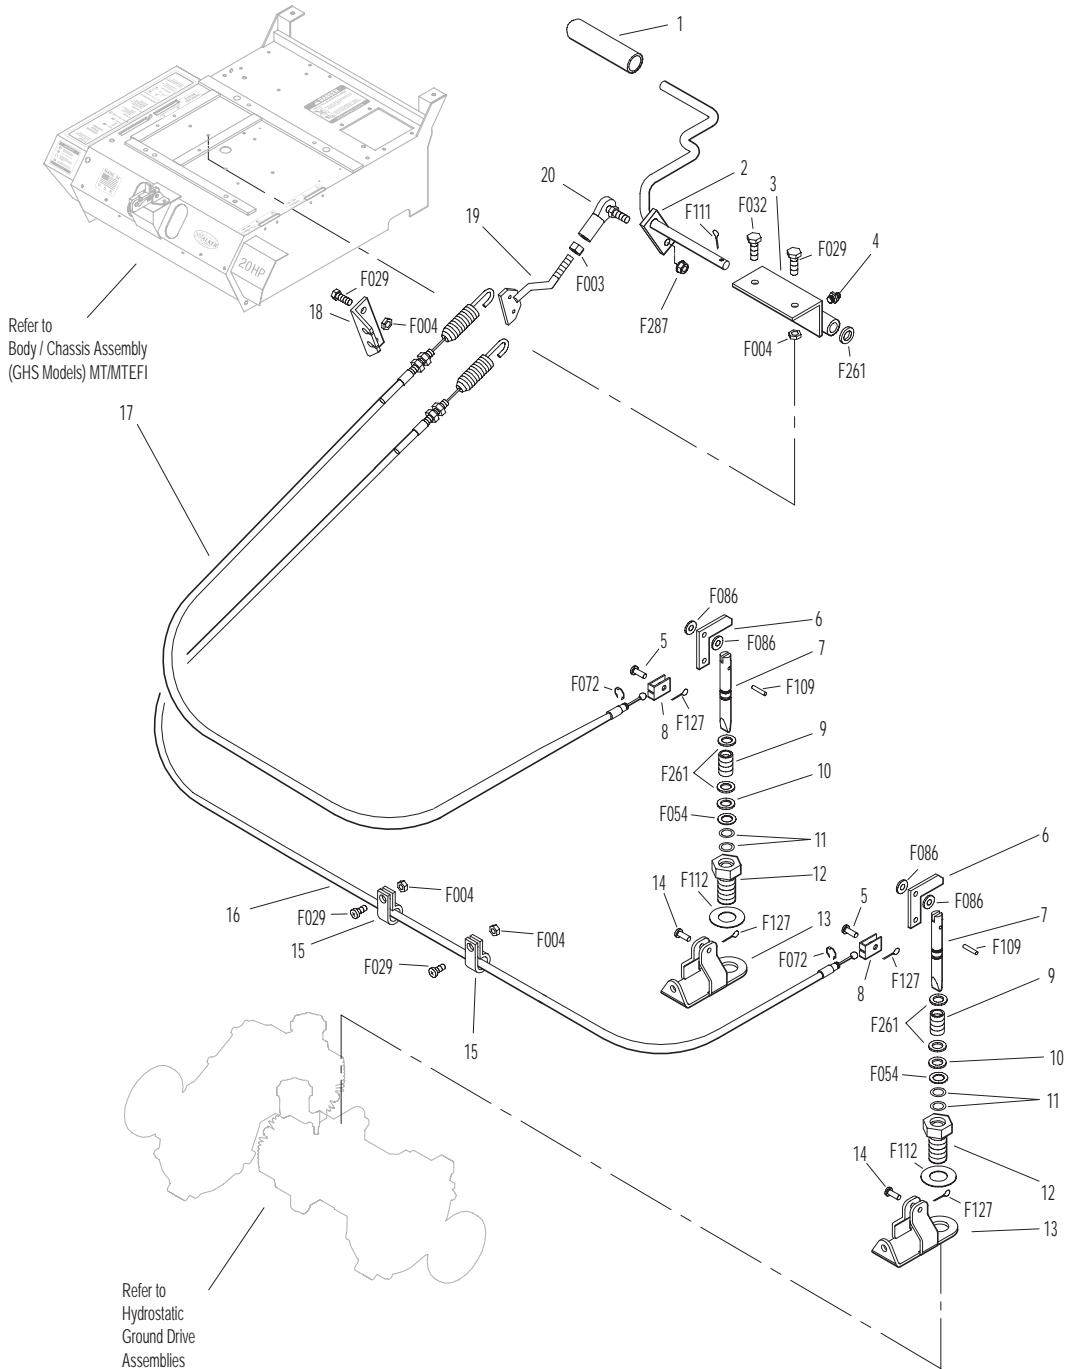 1
2
20
3
F111
F032
19
F029
4
F003
F029
18
F004
F287
F004
F261
20 HP
Refer to
Body / Chassis Assembly
(GHS Models) MT/MTEFI
17
F086
6
5
F086
7
F072
F109
8
F127
9
F261
10
F054
11
6
F086
12
F112
14
5
F086
F004
16
F029
13
F127
7
15
F004
F072
F109
F029
8
F127
9
F261
15
10
F054
11
F112
14
12
F127
13
Refer to
Hydrostatic
Ground Drive
Assemblies